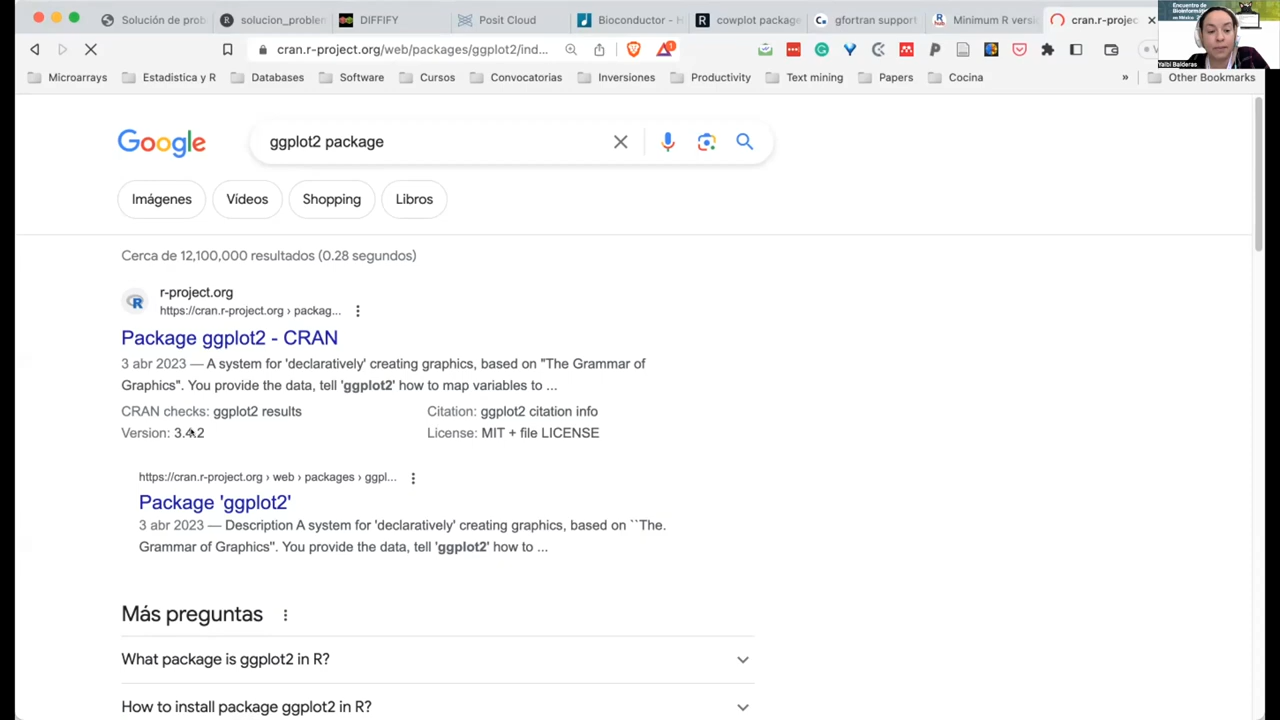 Solución de prob
solucion_problen
DIFFIFY
Posit Cloud
Bioconductor - H
cowplot package
gfortran support
Minimum R versi
cran.r-projec
cran.r-project.org/web/packages/ggplot2/ind...
Microarrays
Estadistica y R
Databases
Software
Cursos
Convocatorias
Inversiones
Productivity
Text mining
Papers
Cocina
»
Other Bookmarks
Yalbi Balderas
Google
ggplot2 package
Imágenes
Videos
Shopping
Libros
Cerca de 12,100,000 resultados (0.28 segundos)
r-project.org
https://cran.r-project.org › packag...
Package ggplot2 - CRAN
3 abr 2023 — A system for 'declaratively' creating graphics, based on "The Grammar of
Graphics". You provide the data, tell 'ggplot2' how to map variables to ...
CRAN checks: ggplot2 results
Citation: ggplot2 citation info
Version: 3.4.2
License: MIT + file LICENSE
https://cran.r-project.org › web › packages › ggpl...
Package 'ggplot2'
3 abr 2023 — Description A system for 'declaratively' creating graphics, based on ``The.
Grammar of Graphics''. You provide the data, tell 'ggplot2' how to ...
Más preguntas
What package is ggplot2 in R?
How to install package ggplot2 in R?